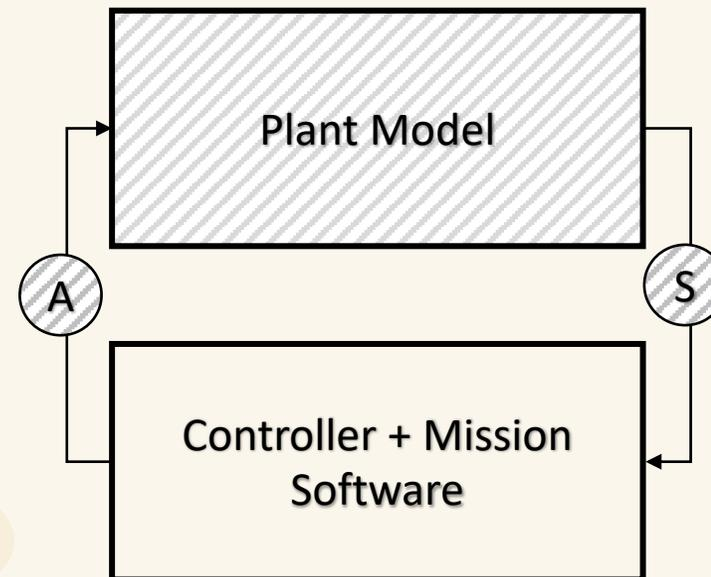 Plant Model
A
S
Controller + Mission
Software